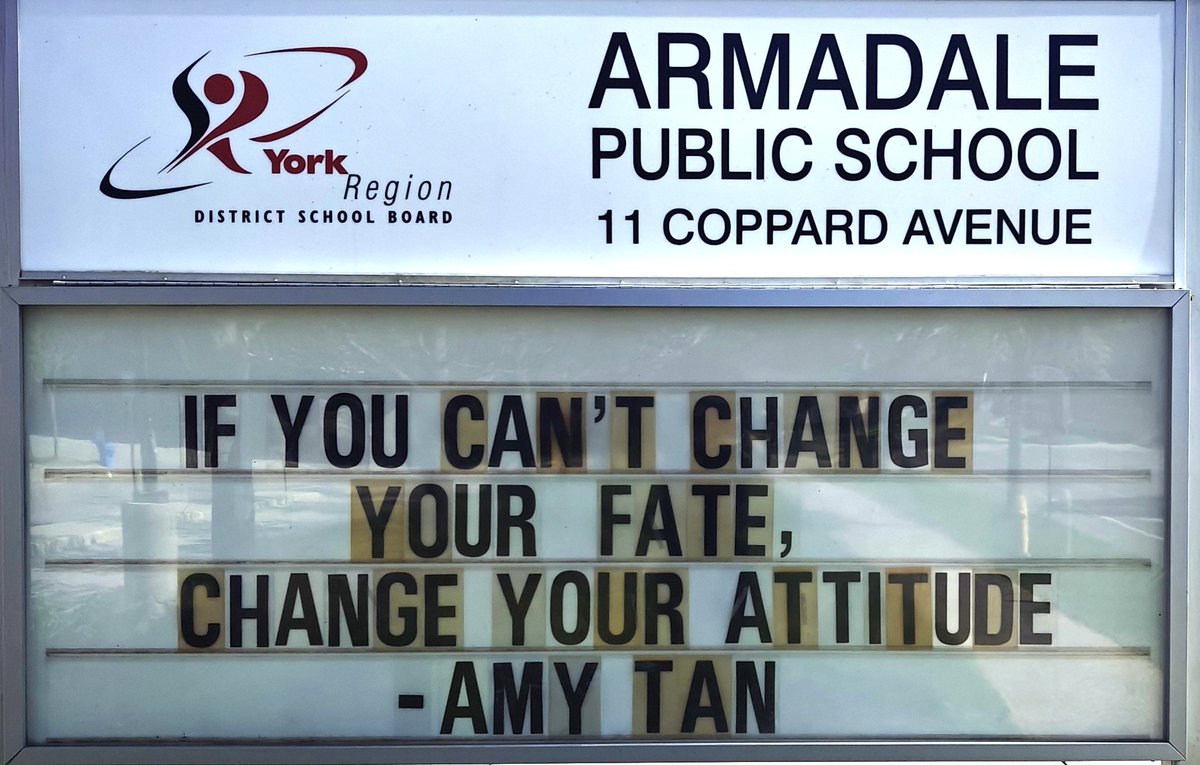 York
Region
DISTRICT SCHOOL BOARD
ARMADALE
PUBLIC SCHOOL
11 COPPARD AVENUE
IF YOU CAN'T CHANGE
YOUR FATE,
CHANGE YOUR ATTITUDE
-AMY TAN